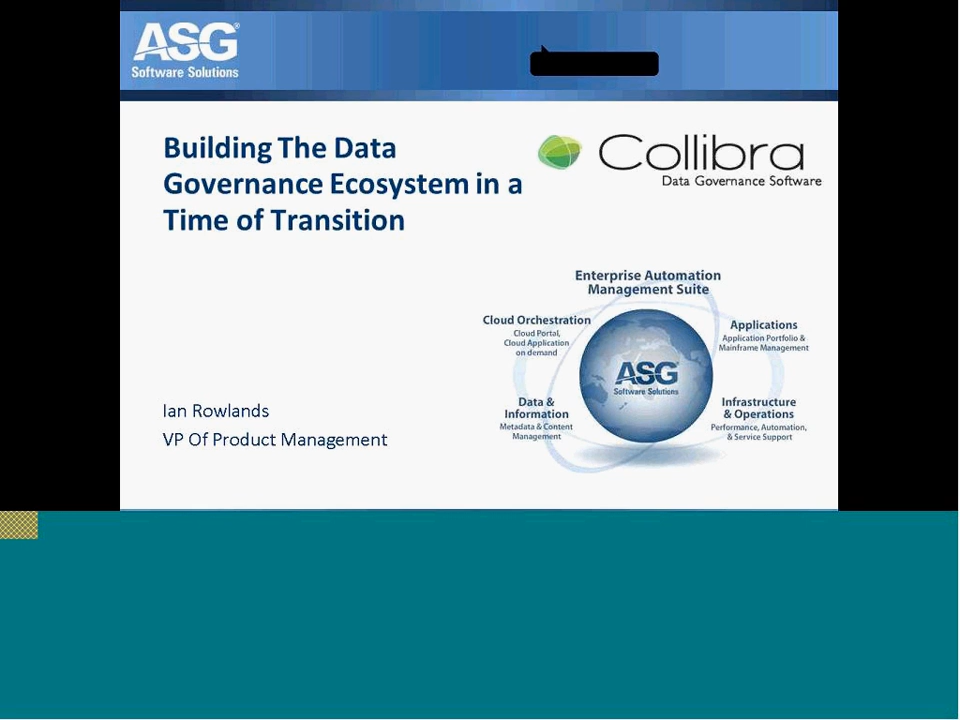 ASG®
Software Solutions
Building The Data
Governance Ecosystem in a
Time of Transition
Collibra
Data Governance Software
Enterprise Automation
Management Suite
Cloud Orchestration
Cloud Portal,
Cloud Application
on demand
Applications
Application Portfolio &
Mainframe Management
ASG
Software Solutions
Data &
Information
Metadata & Content
Management
Infrastructure
& Operations
Performance, Automation,
& Service Support
Ian Rowlands
VP Of Product Management